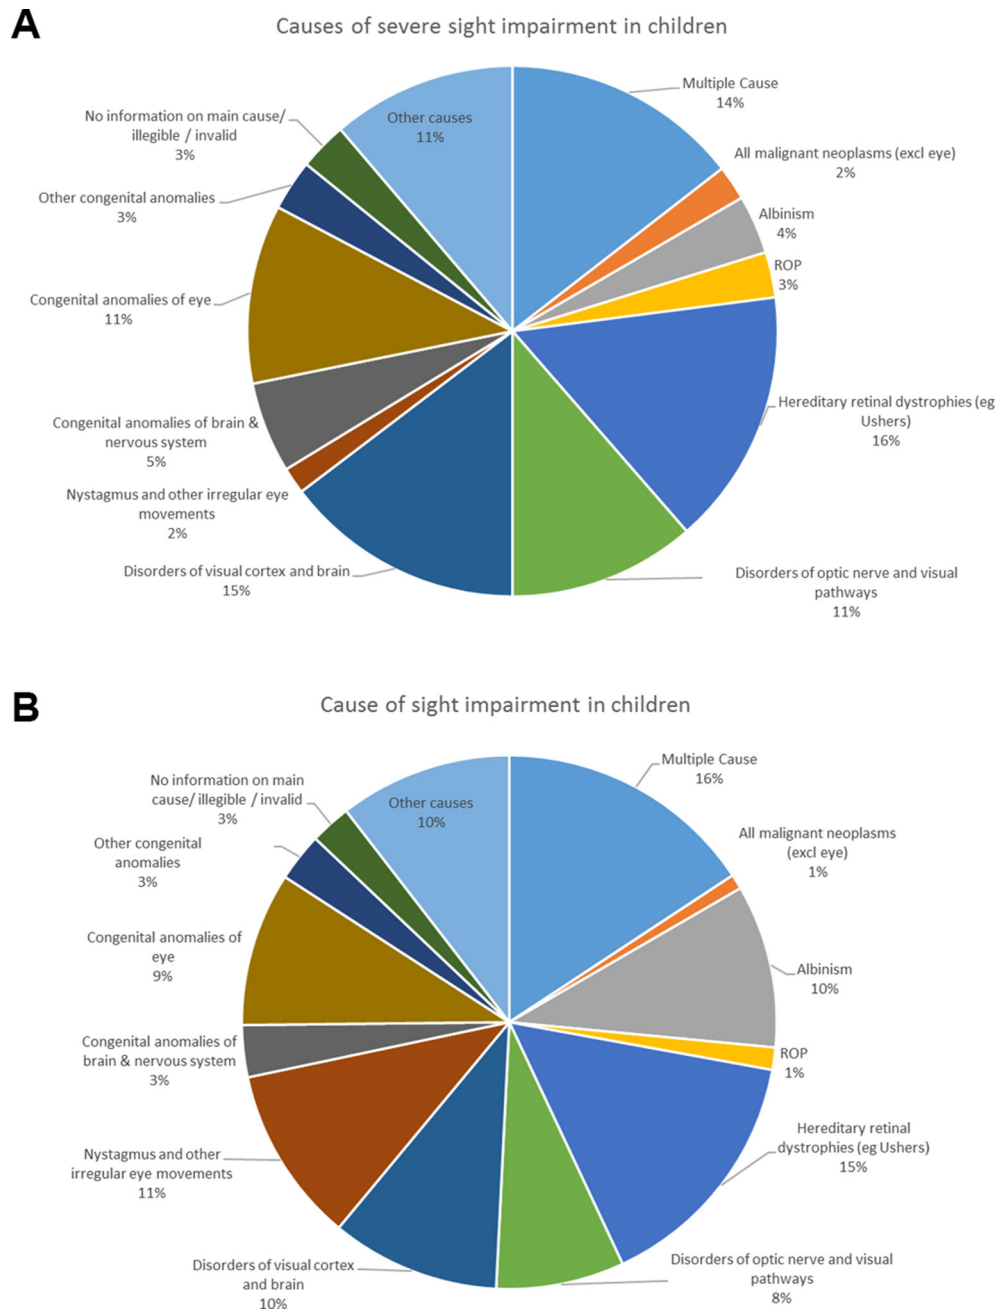 A
Causes of severe sight impairment in children
Multiple Cause
14%
All malignant neoplasms (excl eye)
2%
Albinism
4%
ROP
3%
Hereditary retinal dystrophies (eg
Ushers)
16%
Disorders of optic nerve and visual
pathways
11%
Disorders of visual cortex and brain
15%
Nystagmus and other irregular eye
movements
2%
Congenital anomalies of brain &
nervous system
5%
Congenital anomalies of eye
11%
Other congenital anomalies
3%
No information on main cause/
illegible / invalid
3%
Other causes
11%
B
Cause of sight impairment in children
Multiple Cause
16%
All malignant neoplasms
(excl eye)
1%
Albinism
10%
ROP
1%
Hereditary retinal
dystrophies (eg Ushers)
15%
Disorders of optic nerve and visual
pathways
8%
Disorders of visual cortex
and brain
10%
Nystagmus and other
irregular eye movements
11%
Congenital anomalies of
brain & nervous system
3%
Congenital anomalies of
eye
9%
Other congenital
anomalies
3%
No information on main
cause/ illegible / invalid
3%
Other causes
10%